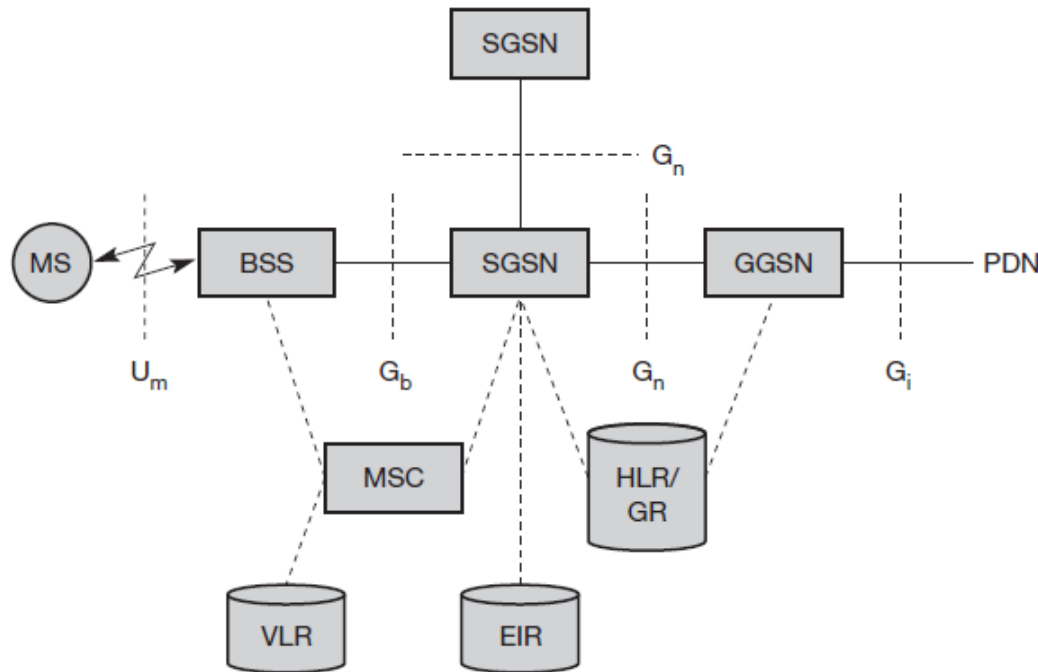 SGSN
Gn
MS
BSS
SGSN
GGSN
PDN
Um
Gb
Gn
Gi
MSC
HLR/
GR
VLR
EIR